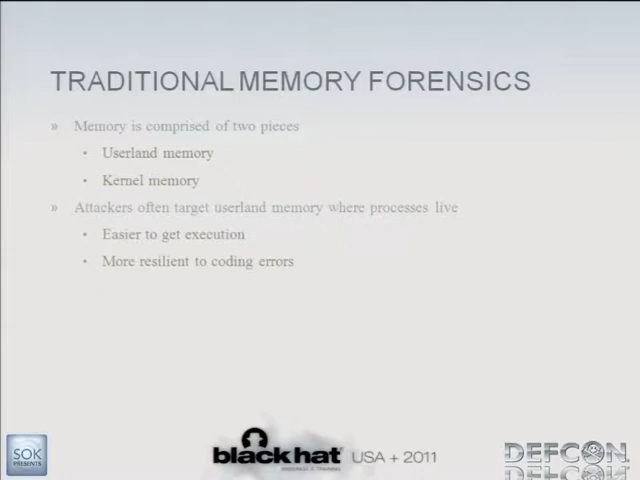 TRADITIONAL MEMORY FORENSICS
» Memory is comprised of two pieces
• Userland memory
• Kernel memory
» Attackers often target userland memory where processes live
• Easier to get execution
• More resilient to coding errors
SOK
PRESENTS
black hat USA + 2011
DEFCON